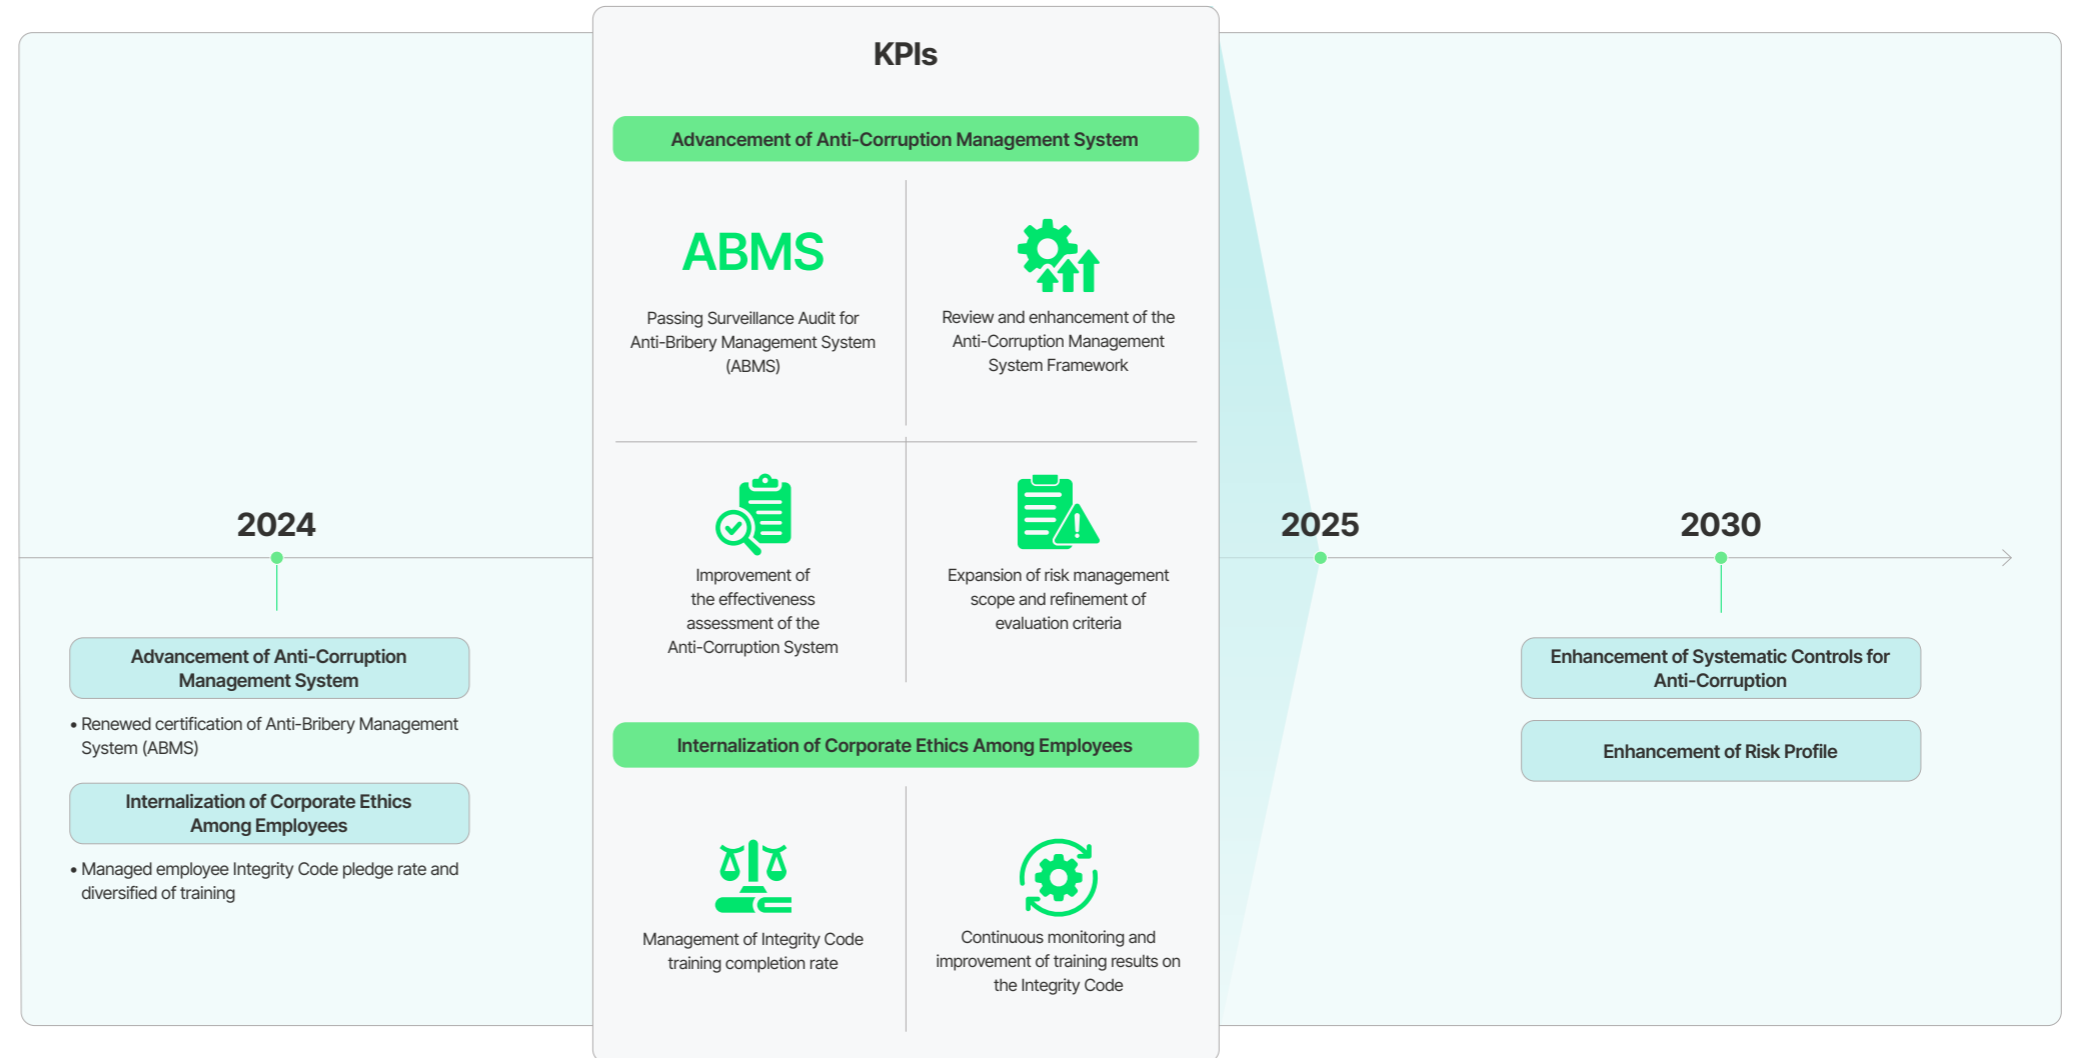 2024
Advancement of Anti-Corruption
Management System
• Renewed certification of Anti-Bribery Management
System (ABMS)
Internalization of Corporate Ethics
Among Employees
• Managed employee Integrity Code pledge rate and
diversified of training
KPIs
Advancement of Anti-Corruption Management System
ABMS
Passing Surveillance Audit for
Anti-Bribery Management System
(ABMS)
Review and enhancement of the
Anti-Corruption Management
System Framework
Improvement of
the effectiveness
assessment of the
Anti-Corruption System
Expansion of risk management
scope and refinement of
evaluation criteria
Internalization of Corporate Ethics Among Employees
Management of Integrity Code
training completion rate
Continuous monitoring and
improvement of training results on
the Integrity Code
2025
2030
Enhancement of Systematic Controls for
Anti-Corruption
Enhancement of Risk Profile